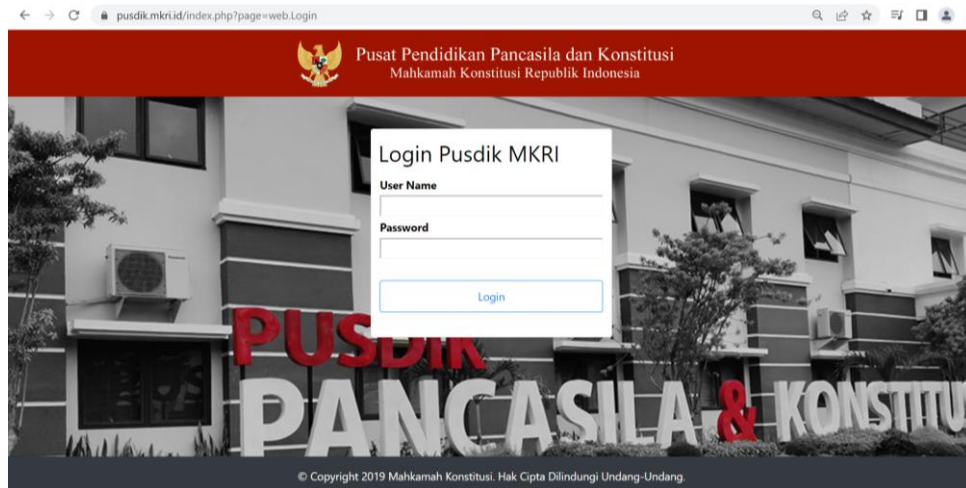 pusdik.mkri.id/index.php?page=web.Login
Pusat Pendidikan Pancasila dan Konstitusi
Mahkamah Konstitusi Republik Indonesia
Login Pusdik MKRI
User Name
Password
Login
PUSDIK
PANCASILA & KONSTITU
© Copyright 2019 Mahkamah Konstitusi. Hak Cipta Dilindungi Undang-Undang.